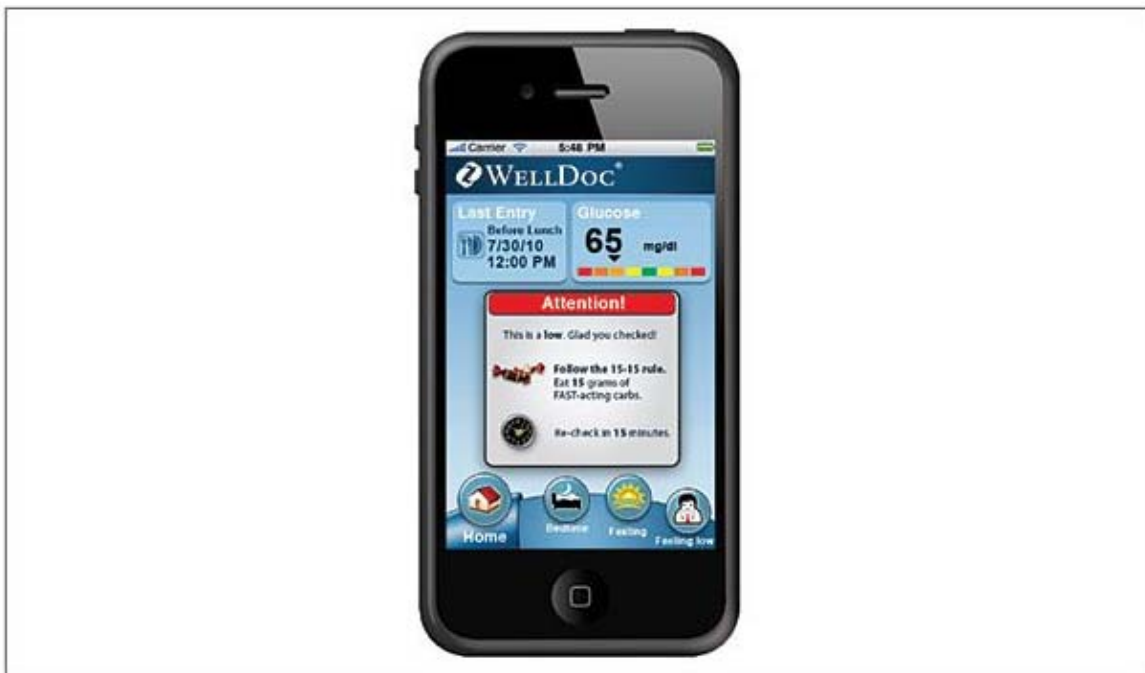 Carrier 5:48 PM
WELLDOC®
Last Entry
Before Lunch
7/30/10
12:00 PM
Glucose
65 mg/dl
Attention!
This is a low. Glad you checked!
Follow the 15-15 rule.
Eat 15 grams of
FAST-acting carbs.
Re-check in 15 minutes.
Home
Bedtime
Fasting
Feeling low